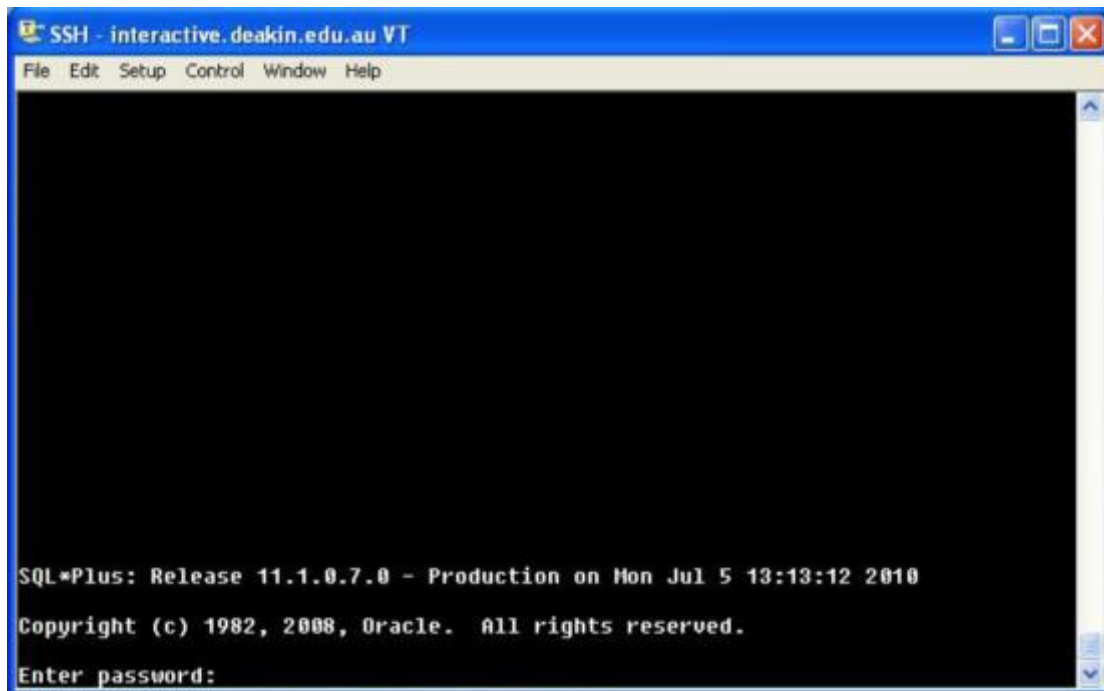 SSH - interactive.deakin.edu.au VT
File Edit Setup Control Window Help
SQL*Plus: Release 11.1.0.7.0 - Production on Mon Jul 5 13:13:12 2010
Copyright (c) 1982, 2008, Oracle.  All rights reserved.
Enter password: